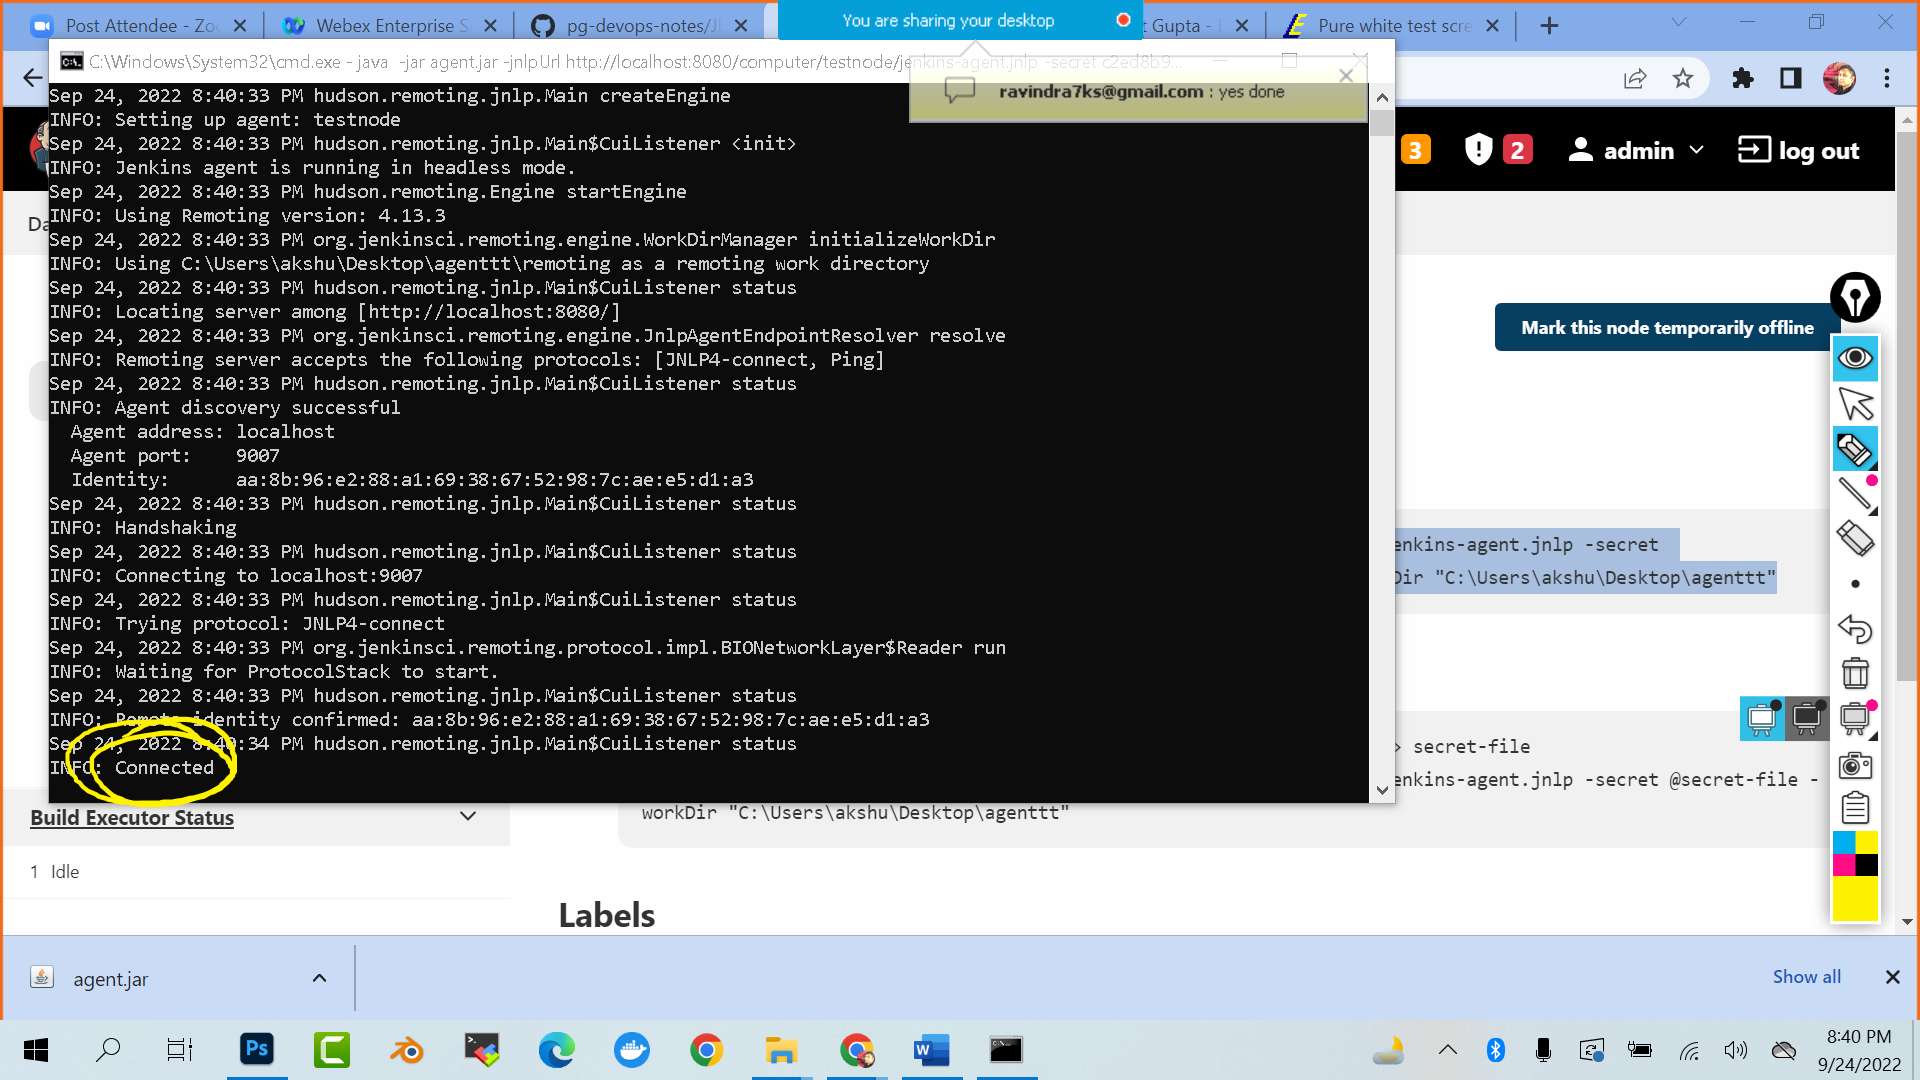 Post Attendee - Zoo
Webex Enterprise S
pg-devops-notes/JE
You are sharing your desktop
t Gupta -
Pure white test scre
C:\Windows\System32\cmd.exe - java -jar agent.jar -jnlpUrl http://localhost:8080/computer/testnode/jenkins-agent.jnlp -secret c2ed8b9...
ravindra7ks@gmail.com : yes done
Sep 24, 2022 8:40:33 PM hudson.remoting.jnlp.Main createEngine
INFO: Setting up agent: testnode
Sep 24, 2022 8:40:33 PM hudson.remoting.jnlp.Main$CuiListener <init>
INFO: Jenkins agent is running in headless mode.
Sep 24, 2022 8:40:33 PM hudson.remoting.Engine startEngine
INFO: Using Remoting version: 4.13.3
Sep 24, 2022 8:40:33 PM org.jenkinsci.remoting.engine.WorkDirManager initializeWorkDir
INFO: Using C:\Users\akshu\Desktop\agenttt\remoting as a remoting work directory
Sep 24, 2022 8:40:33 PM hudson.remoting.jnlp.Main$CuiListener status
INFO: Locating server among [http://localhost:8080/]
Sep 24, 2022 8:40:33 PM org.jenkinsci.remoting.engine.JnlpAgentEndpointResolver resolve
INFO: Remoting server accepts the following protocols: [JNLP4-connect, Ping]
Sep 24, 2022 8:40:33 PM hudson.remoting.jnlp.Main$CuiListener status
INFO: Agent discovery successful
Agent address: localhost
Agent port: 9007
Identity: aa:8b:96:e2:88:a1:69:38:67:52:98:7c:ae:e5:d1:a3
Sep 24, 2022 8:40:33 PM hudson.remoting.jnlp.Main$CuiListener status
INFO: Handshaking
Sep 24, 2022 8:40:33 PM hudson.remoting.jnlp.Main$CuiListener status
INFO: Connecting to localhost:9007
Sep 24, 2022 8:40:33 PM hudson.remoting.jnlp.Main$CuiListener status
INFO: Trying protocol: JNLP4-connect
Sep 24, 2022 8:40:33 PM org.jenkinsci.remoting.protocol.impl.BIONetworkLayer$Reader run
INFO: Waiting for ProtocolStack to start.
Sep 24, 2022 8:40:33 PM hudson.remoting.jnlp.Main$CuiListener status
INFO: Remote identity confirmed: aa:8b:96:e2:88:a1:69:38:67:52:98:7c:ae:e5:d1:a3
Sep 24, 2022 8:40:34 PM hudson.remoting.jnlp.Main$CuiListener status
INFO: Connected
3
2
admin
log out
Da
Mark this node temporarily offline
enkins-agent.jnlp -secret
Dir "C:\Users\akshu\Desktop\agenttt"
> secret-file
enkins-agent.jnlp -secret @secret-file -
workDir "C:\Users\akshu\Desktop\agenttt"
Build Executor Status
1 Idle
Labels
agent.jar
Show all
8:40 PM
9/24/2022